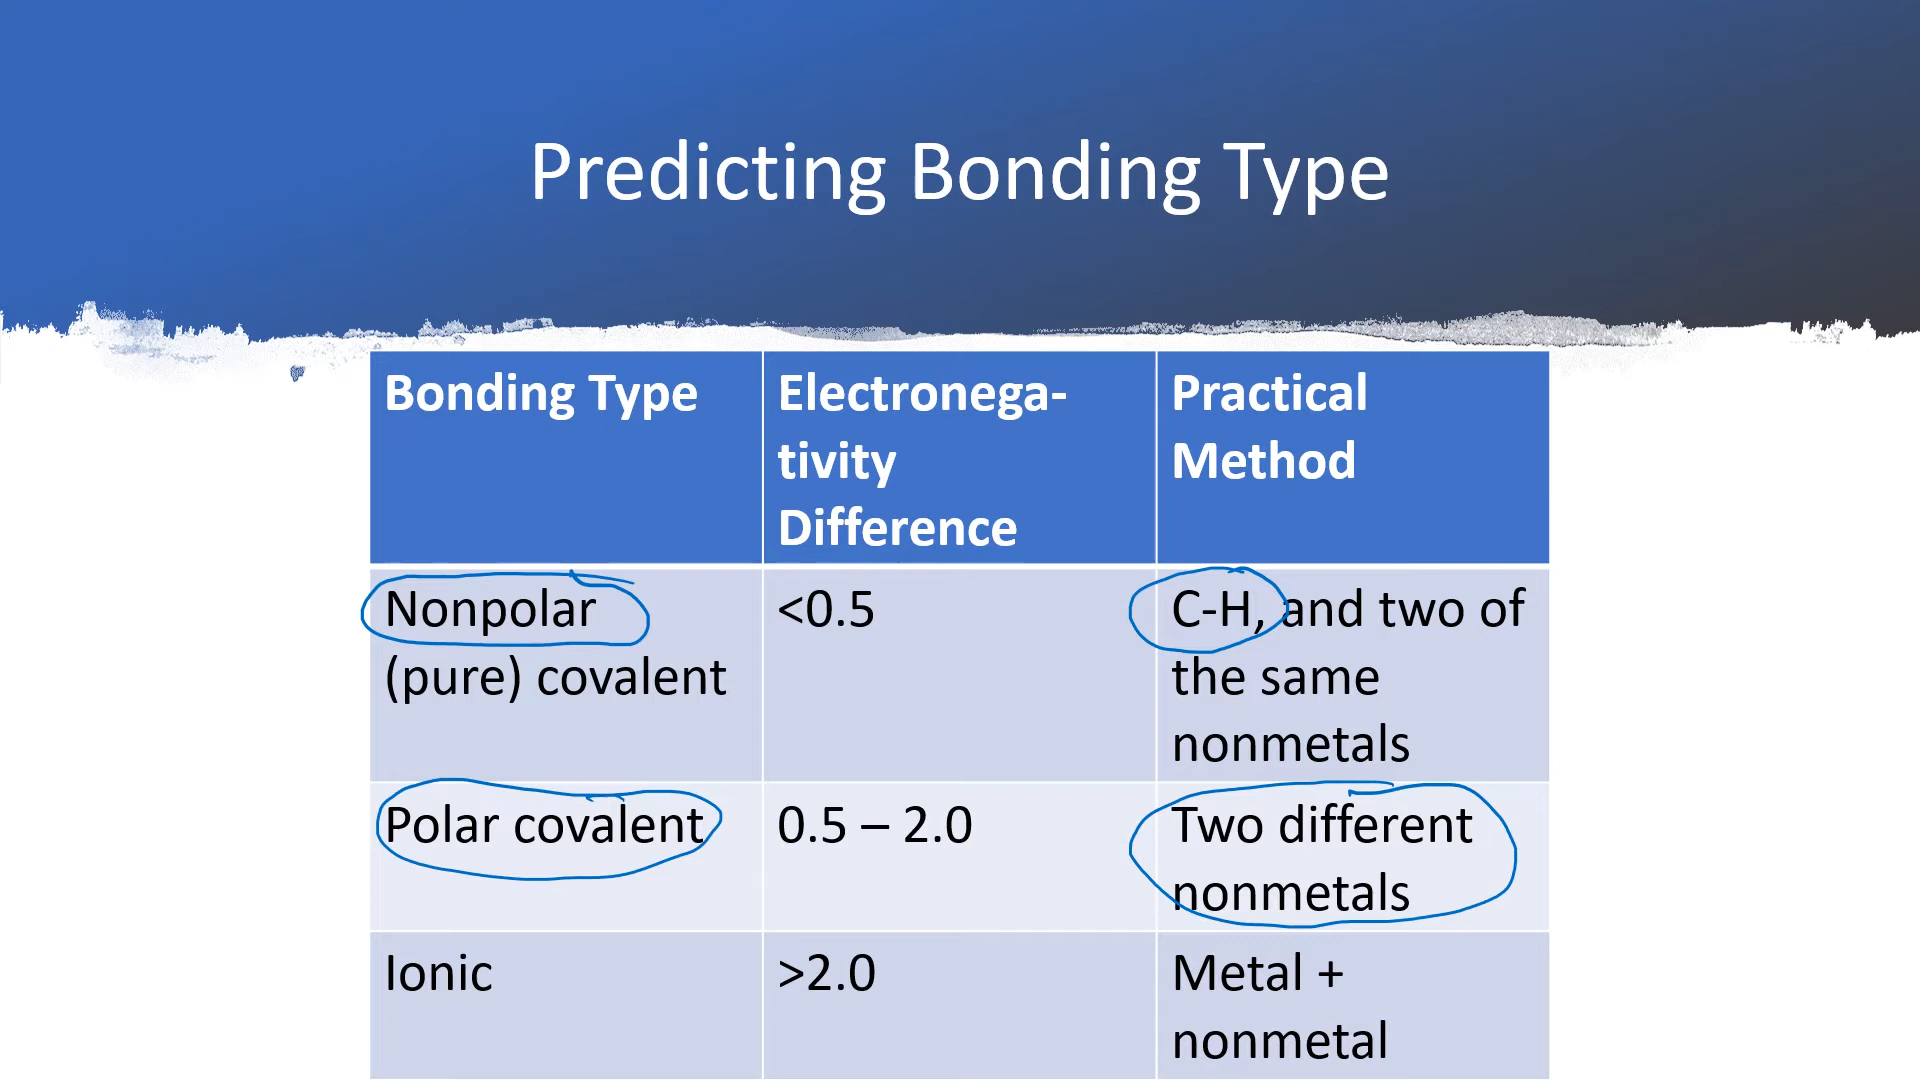 Predicting Bonding Type
Bonding Type
Electronega-
tivity
Difference
Practical
Method
Nonpolar
(pure) covalent
<0.5
C-H, and two of
the same
nonmetals
Polar covalent
0.5 – 2.0
Two different
nonmetals
Ionic
>2.0
Metal +
nonmetal